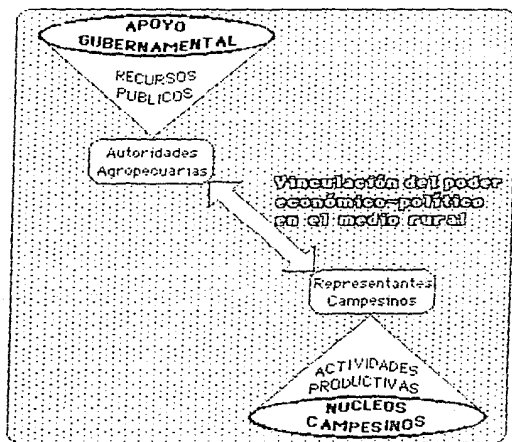 APOYO
GUBERNAMENTAL
RECURSOS
PUBLICOS
Autoridades
Agropecuarias
Vinculación del poder
económico-político
en el medio rural
Representantes
Campesinos
ACTIVIDADES
PRODUCTIVAS
NUCLEOS
CAMPESINOS